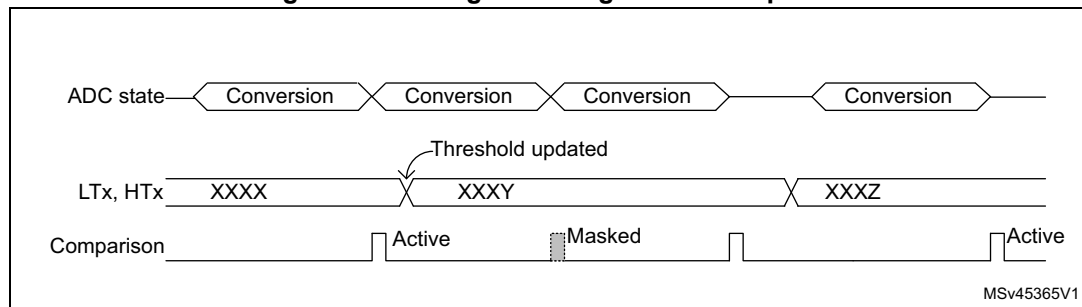 ADC state Conversion Conversion Conversion Conversion
Threshold updated
LTx, HTx XXXX XXXY XXXZ
Comparison Active Masked Active
MSv45365V1